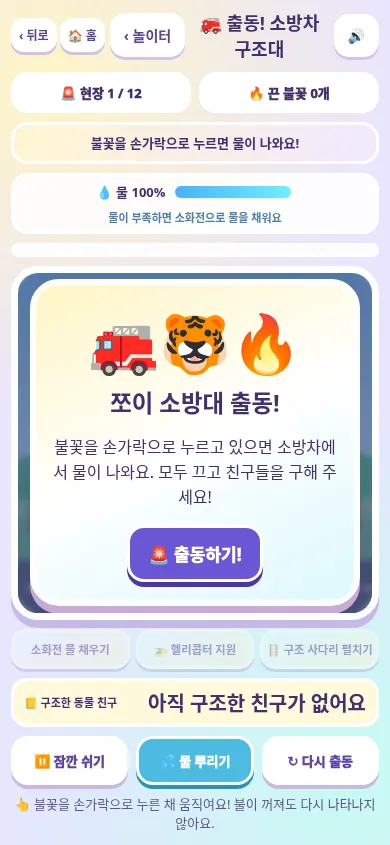 ‹ 뒤로
🏠 홈
‹ 놀이터
🚒 출동! 소방차
구조대
🔊
🚨 현장 1 / 12
🔥 끈 불꽃 0개
불꽃을 손가락으로 누르면 물이 나와요!
💧 물 100%
물이 부족하면 소화전으로 물을 채워요
쪼이 소방대 출동!
불꽃을 손가락으로 누르고 있으면 소방차에
서 물이 나와요. 모두 끄고 친구들을 구해 주
세요!
🚨 출동하기!
소화전 물 채우기
🚁 헬리콥터 지원
🪜 구조 사다리 펼치기
📒 구조한 동물 친구
아직 구조한 친구가 없어요
⏸️ 잠깐 쉬기
💦 물 뿌리기
↻ 다시 출동
👆 불꽃을 손가락으로 누른 채 움직여요! 불이 꺼져도 다시 나타나지
않아요.